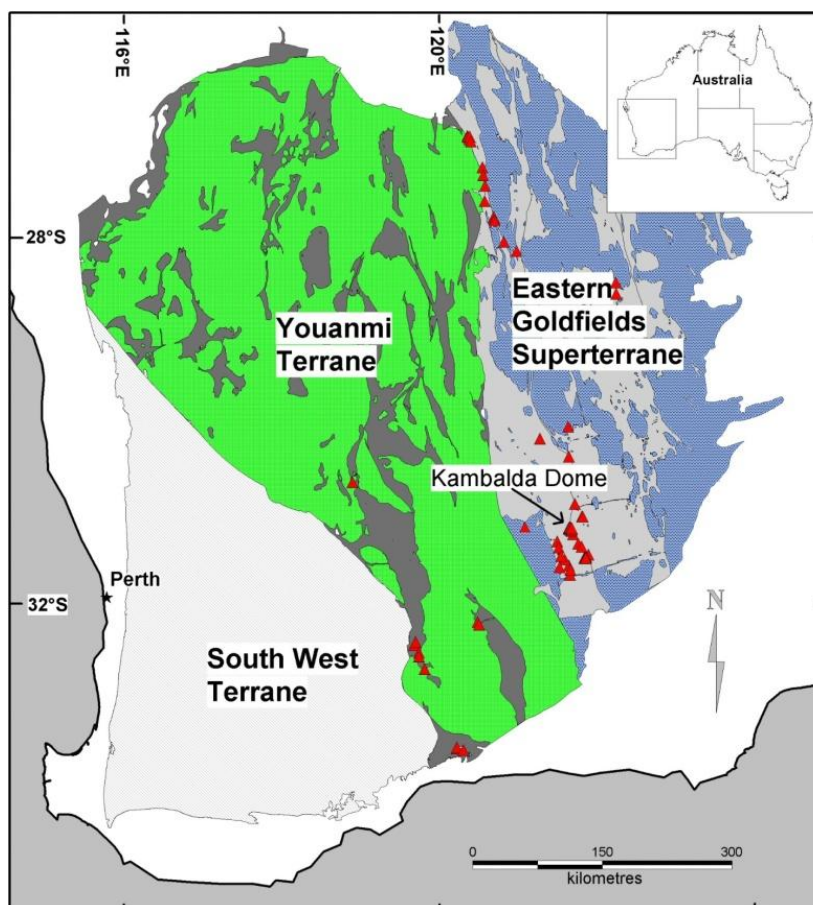 116°E
120°E
Australia
28°S
Eastern
Goldfields
Superterrane
Youanmi
Terrane
Kambalda Dome
Perth
32°S
N
South West
Terrane
0
150
300
kilometres